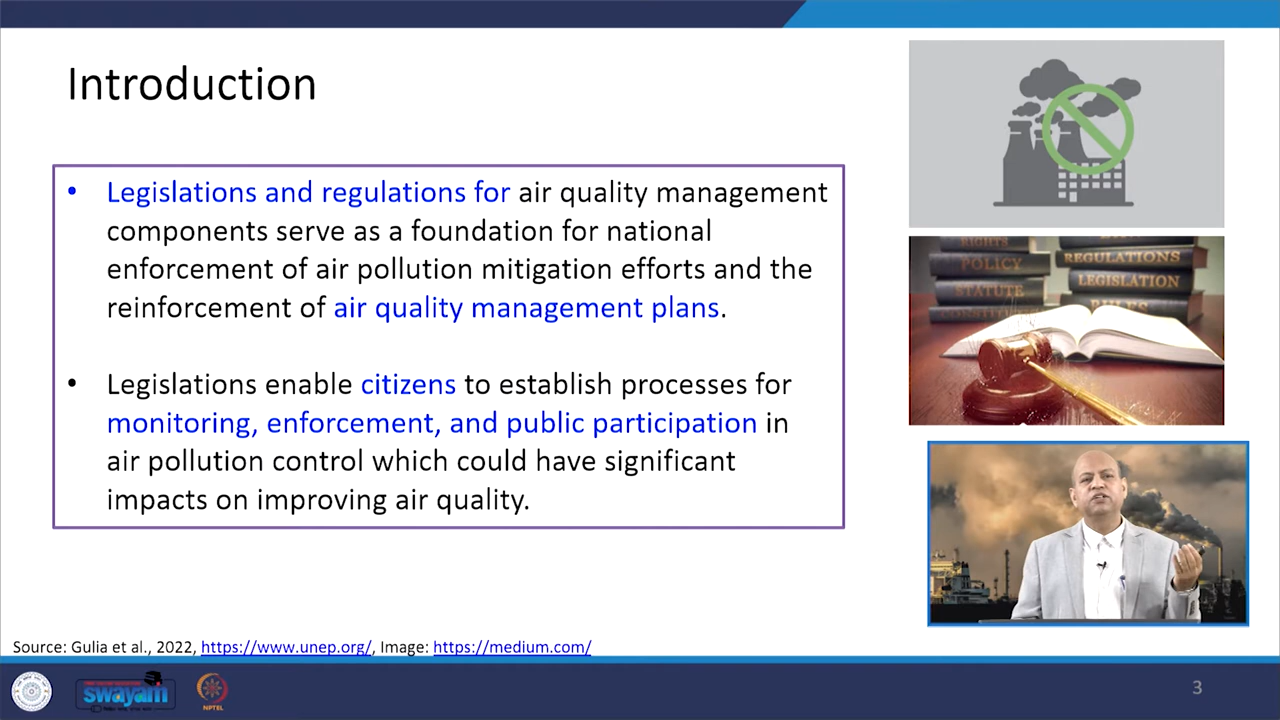 Introduction
• Legislations and regulations for air quality management
components serve as a foundation for national
enforcement of air pollution mitigation efforts and the
reinforcement of air quality management plans.
• Legislations enable citizens to establish processes for
monitoring, enforcement, and public participation in
air pollution control which could have significant
impacts on improving air quality.
RIGHTS
POLICY
STATUTE
REGULATIONS
LEGISLATION
RULES
Source: Gulia et al., 2022, https://www.unep.org/, Image: https://medium.com/
swayam
NPTEL
3